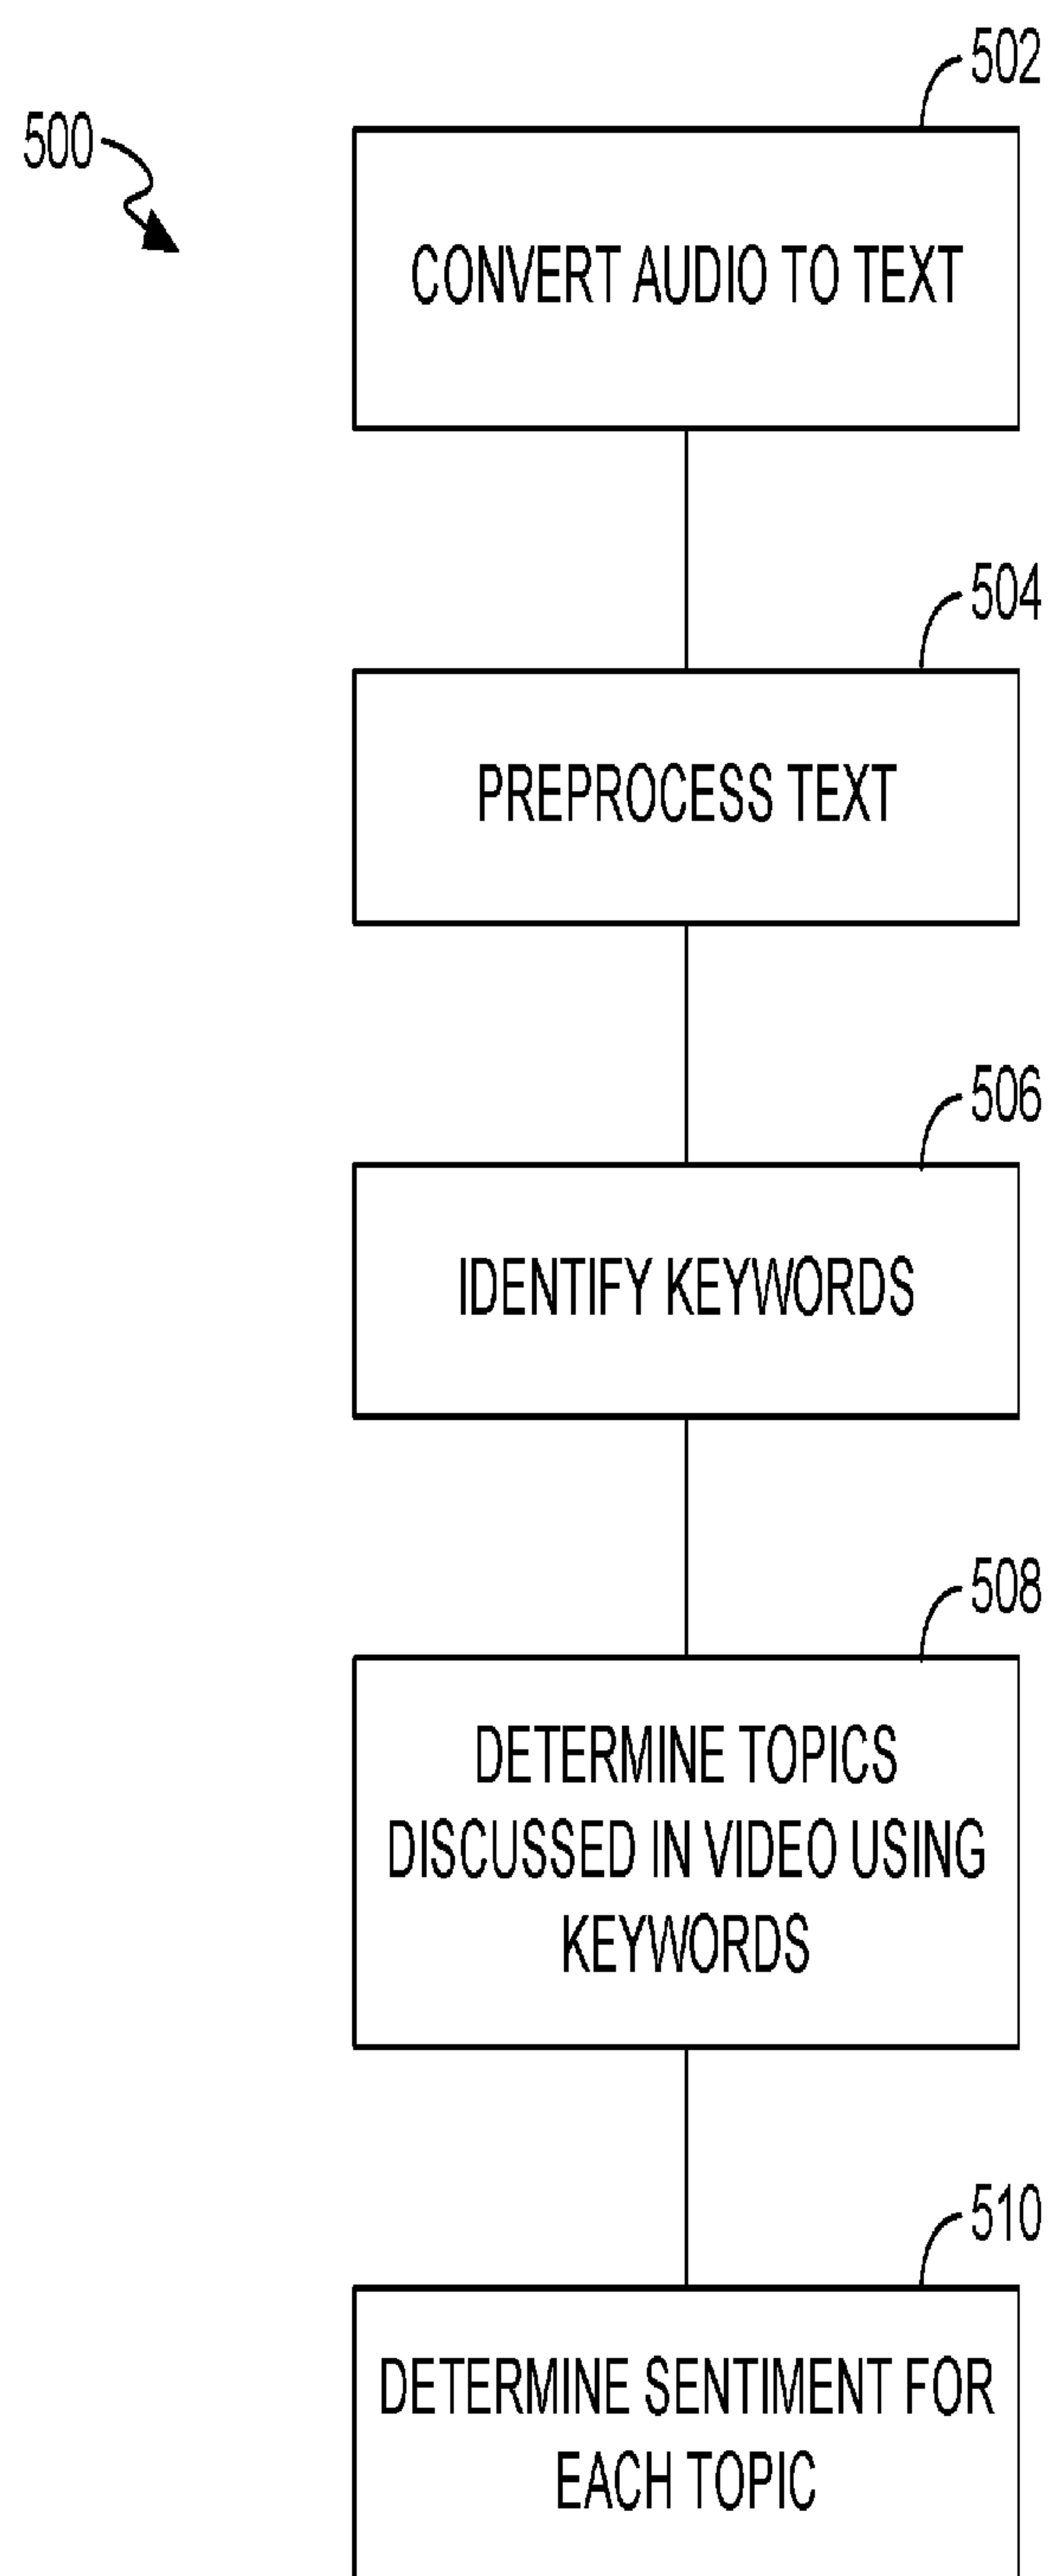 502
500
CONVERT AUDIO TO TEXT
504
PREPROCESS TEXT
506
IDENTIFY KEYWORDS
508
DETERMINE TOPICS
DISCUSSED IN VIDEO USING
KEYWORDS
510
DETERMINE SENTIMENT FOR
EACH TOPIC